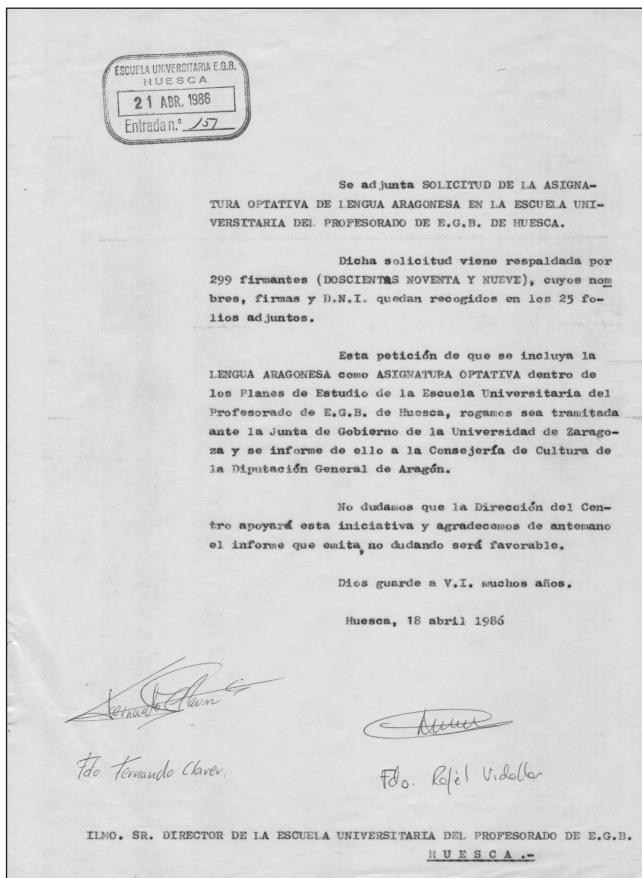 ESCUELA UNIVERSITARIA E.G.B.
HUESCA
21 ABR. 1986
Entrada n.º 157
Se adjunta SOLICITUD DE LA ASIGNA-
TURA OPTATIVA DE LENGUA ARAGONESA EN LA ESCUELA UNI-
VERSITARIA DEL PROFESORADO DE E.G.B. DE HUESCA.
Dicha solicitud viene respaldada por
299 firmantes (DOSCIENTAS NOVENTA Y NUEVE), cuyos nom
bres, firmas y D.N.I. quedan recogidos en los 25 fo-
lios adjuntos.
Esta petición de que se incluya la
LENGUA ARAGONESA como ASIGNATURA OPTATIVA dentro de
los Planes de Estudio de la Escuela Universitaria del
Profesorado de E.G.B. de Huesca, rogamos sea tramitada
ante la Junta de Gobierno de la Universidad de Zarago-
za y se informe de ello a la Consejería de Cultura de
la Diputación General de Aragón.
No dudamos que la Dirección del Cen-
tro apoyará esta iniciativa y agradecemos de antemano
el informe que emita, no dudando será favorable.
Dios guarde a V.I. muchos años.
Huesca, 18 abril 1986
Fernando Claver
Fdo. Fernando Claver.
Fdo. Rafél Vidaller
ILMO. SR. DIRECTOR DE LA ESCUELA UNIVERSITARIA DEL PROFESORADO DE E.G.B.
HUESCA.-